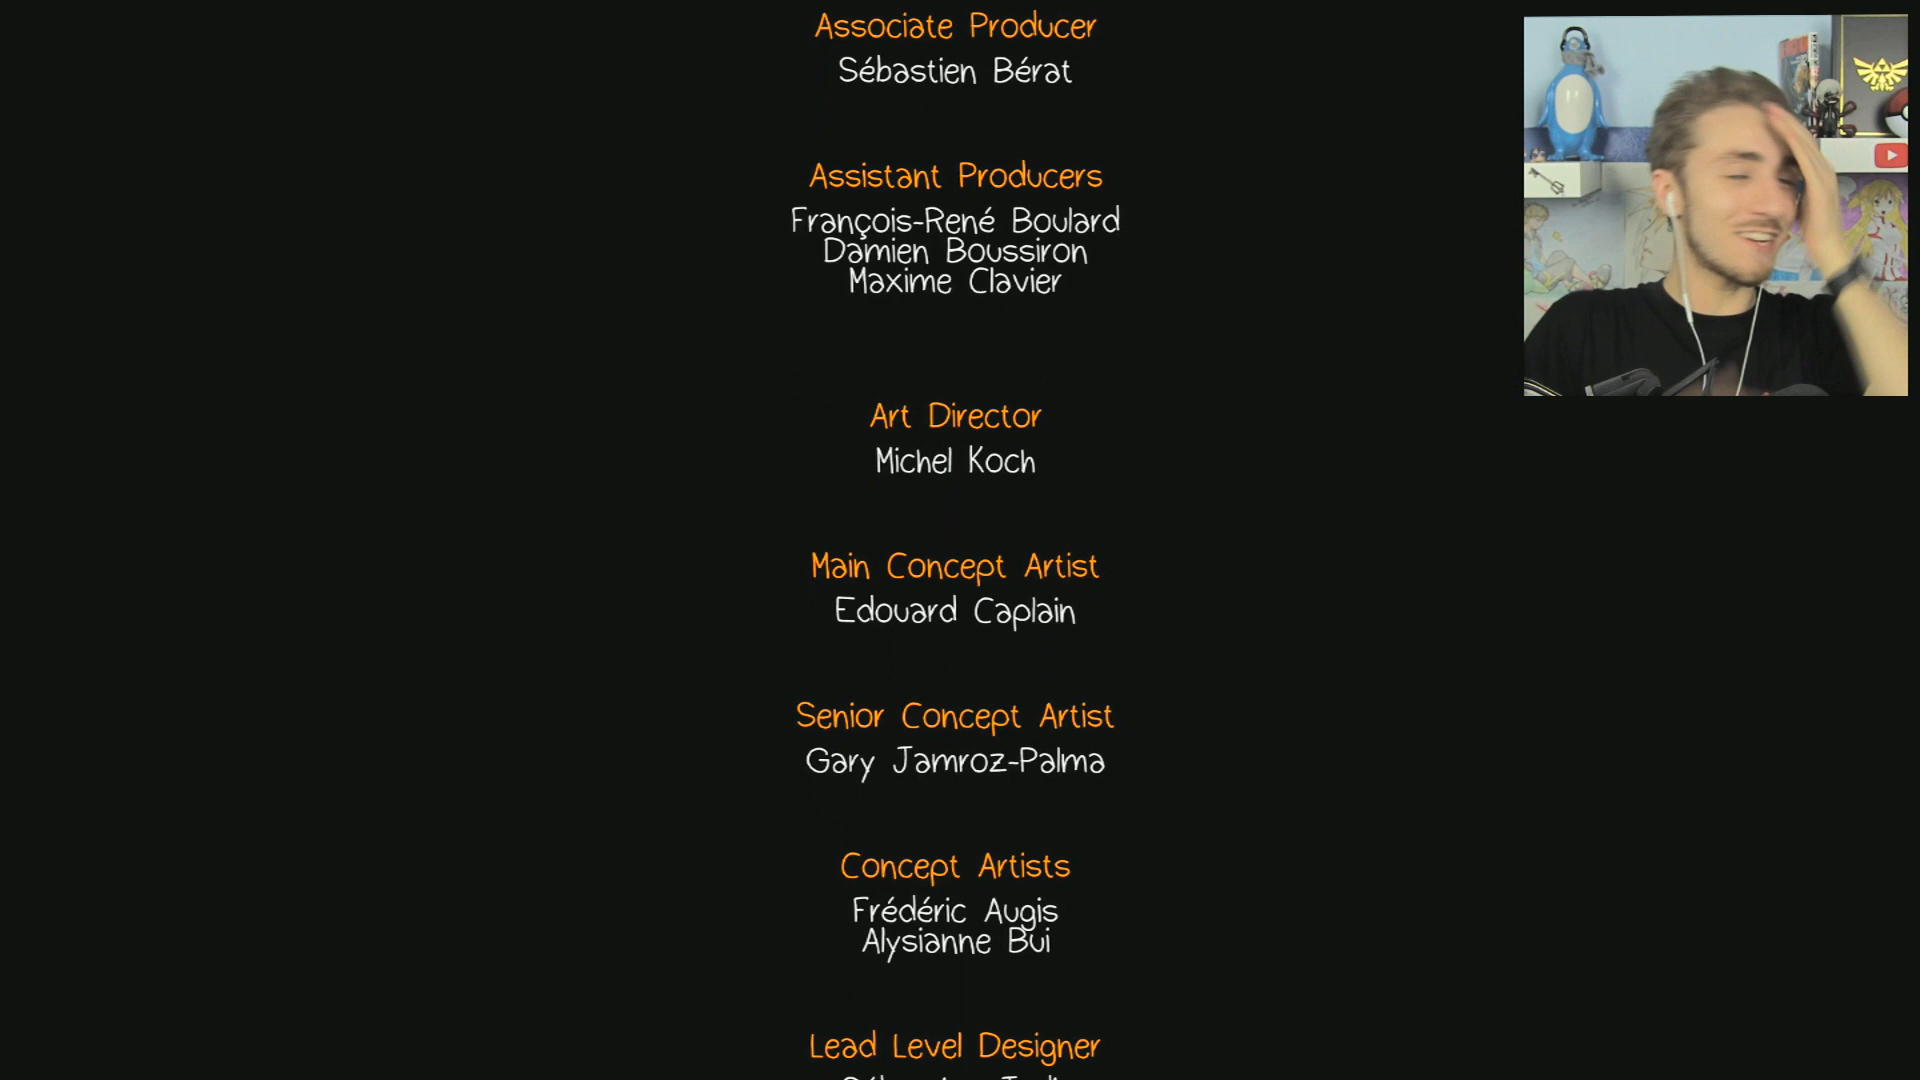 Associate Producer
Sébastien Bérat
Assistant Producers
François-René Boulard
Damien Boussiron
Maxime Clavier
Art Director
Michel Koch
Main Concept Artist
Edouard Caplain
Senior Concept Artist
Gary Jamroz-Palma
Concept Artists
Frédéric Augis
Alysianne Bui
Lead Level Designer